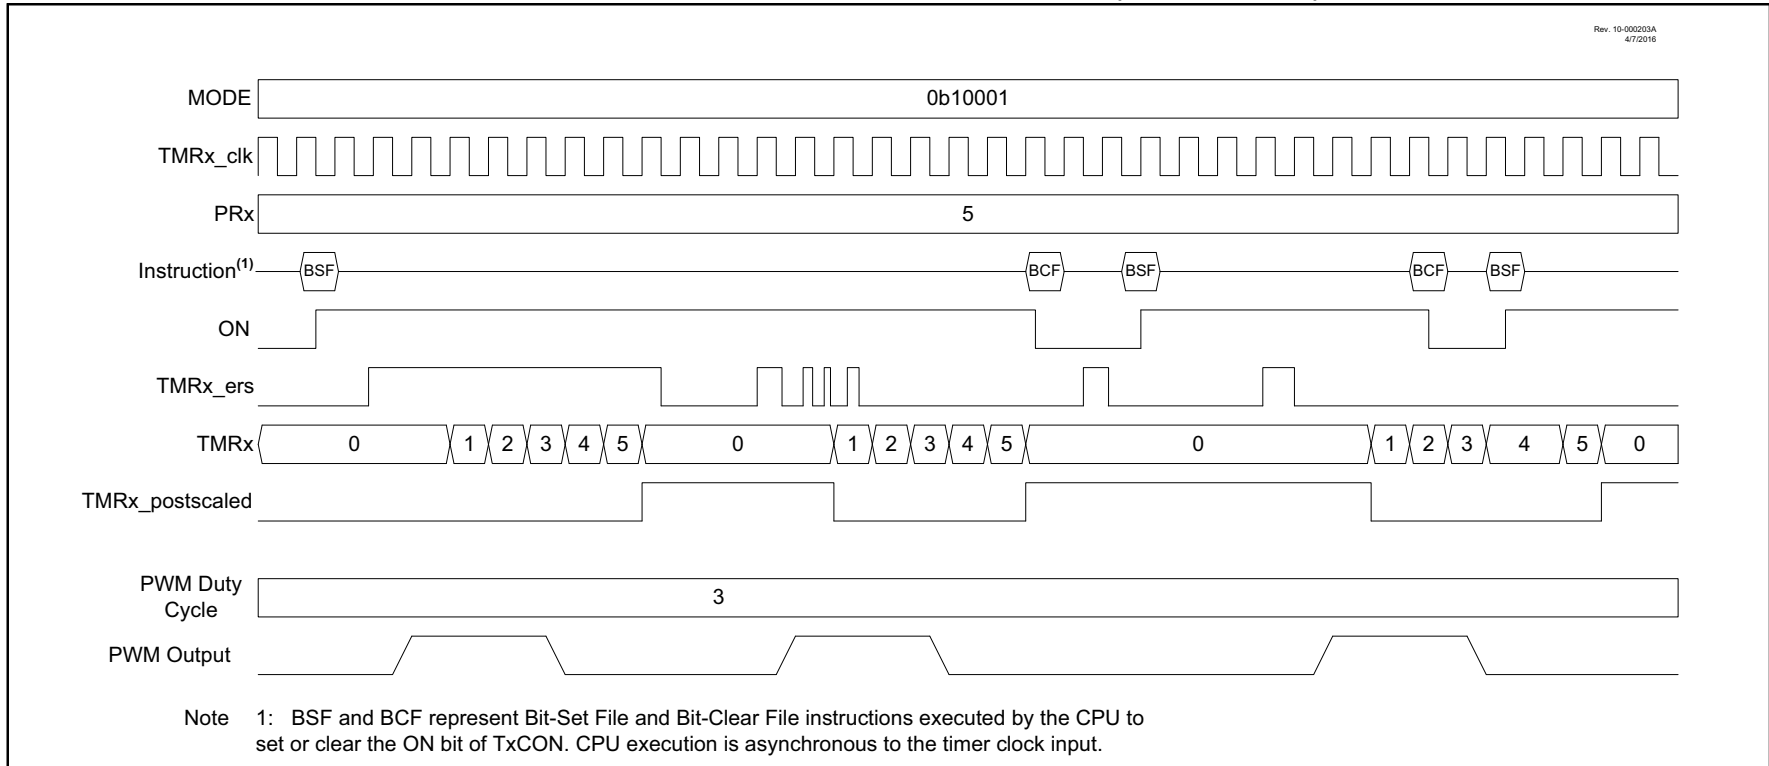 Rev. 10-000203A
4/7/2016
MODE 0b10001
TMRx_clk
PRx 5
Instruction(1) BSF BCF BSF BCF BSF
ON
TMRx_ers
TMRx 0 1 2 3 4 5 0 1 2 3 4 5 0 1 2 3 4 5 0
TMRx_postscaled
PWM Duty
Cycle 3
PWM Output
Note 1: BSF and BCF represent Bit-Set File and Bit-Clear File instructions executed by the CPU to
set or clear the ON bit of TxCON. CPU execution is asynchronous to the timer clock input.